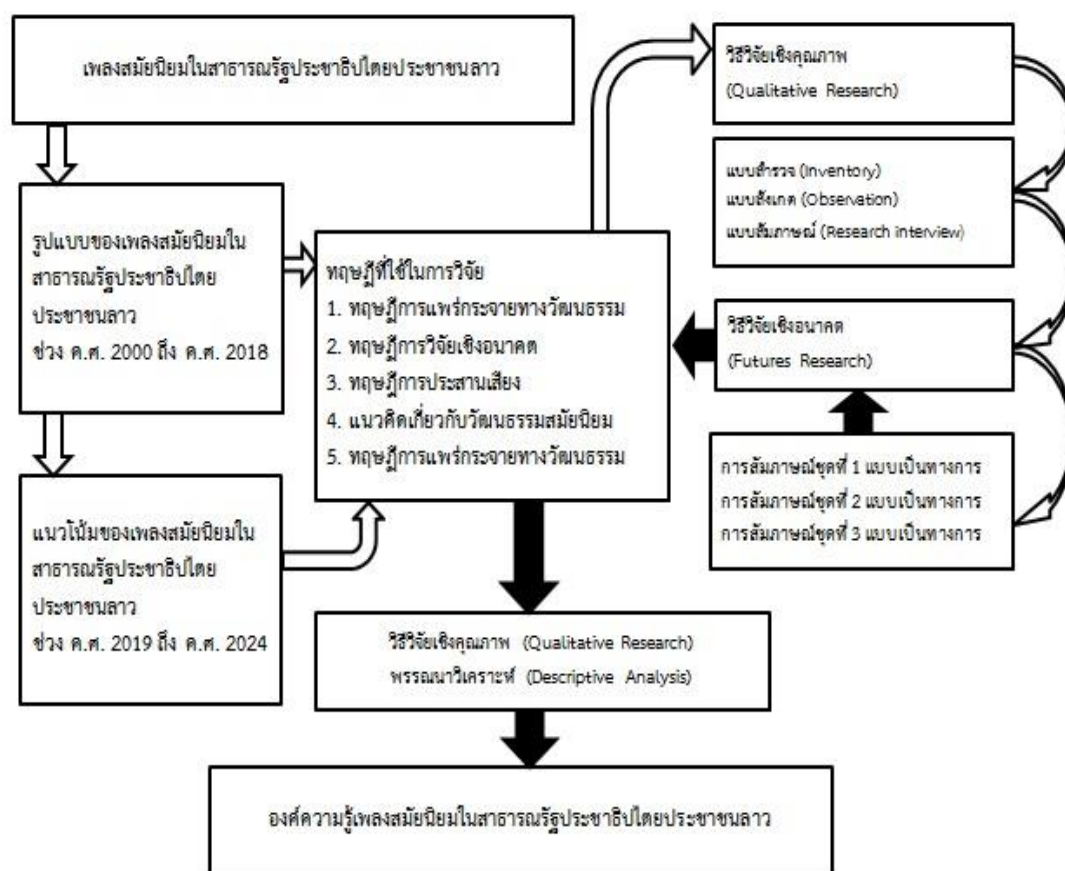 เพลงสมัยนิยมในสาธารณรัฐประชาธิปไตยประชาชนลาว
รูปแบบของเพลงสมัยนิยมใน
สาธารณรัฐประชาธิปไตย
ประชาชนลาว
ช่วง ค.ศ. 2000 ถึง ค.ศ. 2018
แนวโน้มของเพลงสมัยนิยมใน
สาธารณรัฐประชาธิปไตย
ประชาชนลาว
ช่วง ค.ศ. 2019 ถึง ค.ศ. 2024
ทฤษฎีที่ใช้ในการวิจัย
1. ทฤษฎีการแพร่กระจายทางวัฒนธรรม
2. ทฤษฎีการวิจัยเชิงอนาคต
3. ทฤษฎีการประสานเสียง
4. แนวคิดเกี่ยวกับวัฒนธรรมสมัยนิยม
5. ทฤษฎีการแพร่กระจายทางวัฒนธรรม
วิธีวิจัยเชิงคุณภาพ
(Qualitative Research)
แบบสำรวจ (Inventory)
แบบสังเกต (Observation)
แบบสัมภาษณ์ (Research interview)
วิธีวิจัยเชิงอนาคต
(Futures Research)
การสัมภาษณ์ชุดที่ 1 แบบเป็นทางการ
การสัมภาษณ์ชุดที่ 2 แบบเป็นทางการ
การสัมภาษณ์ชุดที่ 3 แบบเป็นทางการ
วิธีวิจัยเชิงคุณภาพ (Qualitative Research)
พรรณนาวิเคราะห์ (Descriptive Analysis)
องค์ความรู้เพลงสมัยนิยมในสาธารณรัฐประชาธิปไตยประชาชนลาว